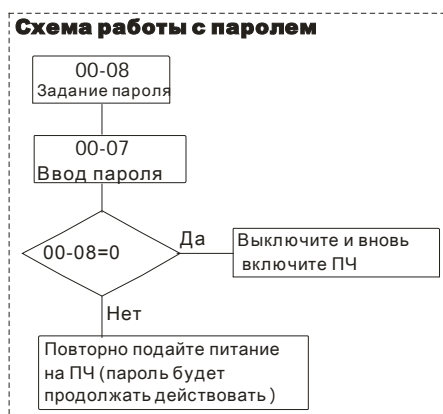 Схема работы с паролем
00-08
Задание пароля
00-07
Ввод пароля
00-08=0
Да
Выключите и вновь
включите ПЧ
Нет
Повторно подайте питание
на ПЧ (пароль будет
продолжать действовать )